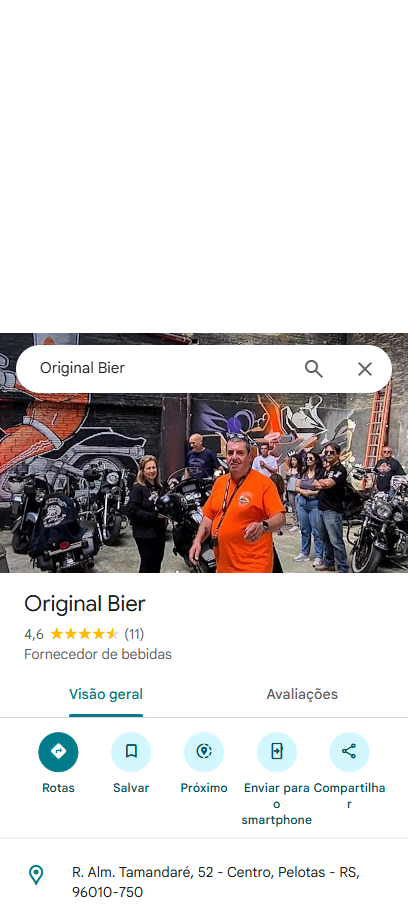 Original Bier
Original Bier
4,6 (11)
Fornecedor de bebidas
Visão geral
Avaliações
Rotas
Salvar
Próximo
Enviar para
o
smartphone
Compartilha
r
R. Alm. Tamandaré, 52 - Centro, Pelotas - RS,
96010-750